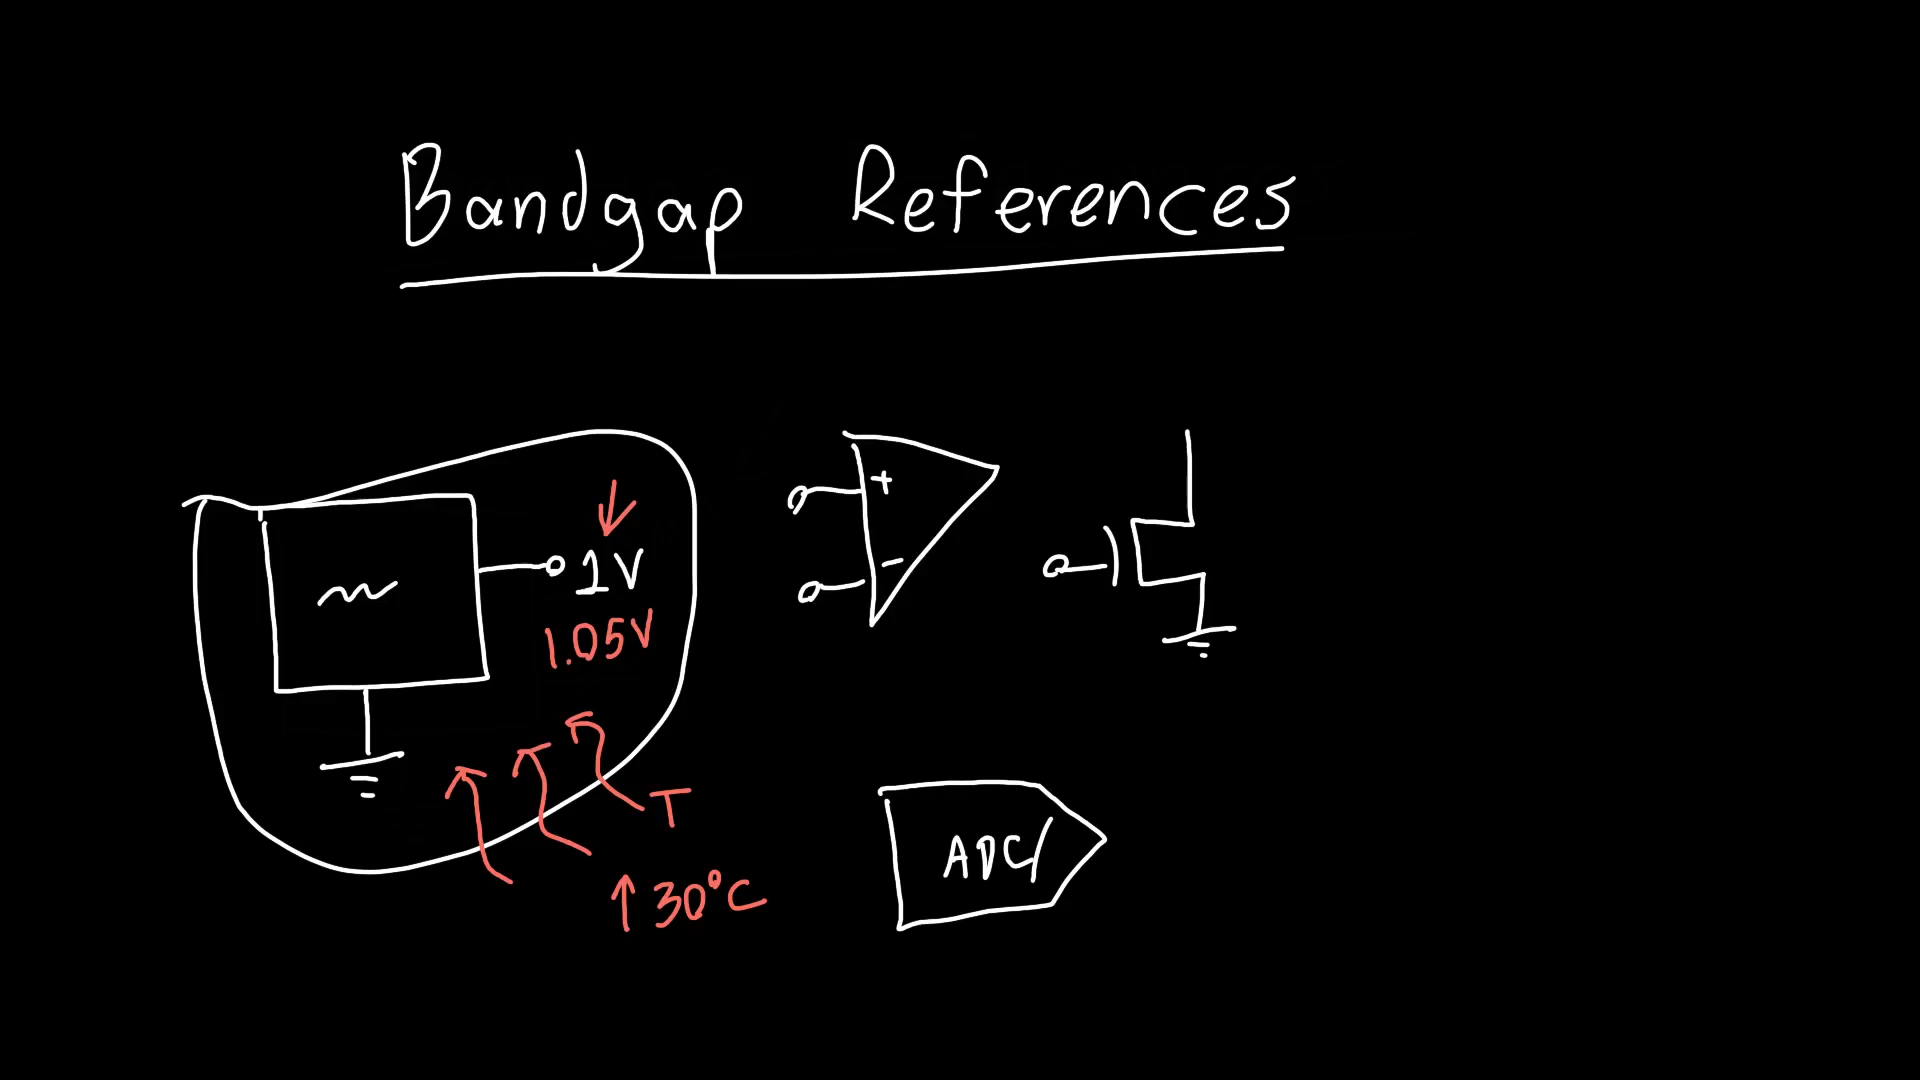 Bandgap References
+
-
1V
1.05V
T
↑30°C
ADC